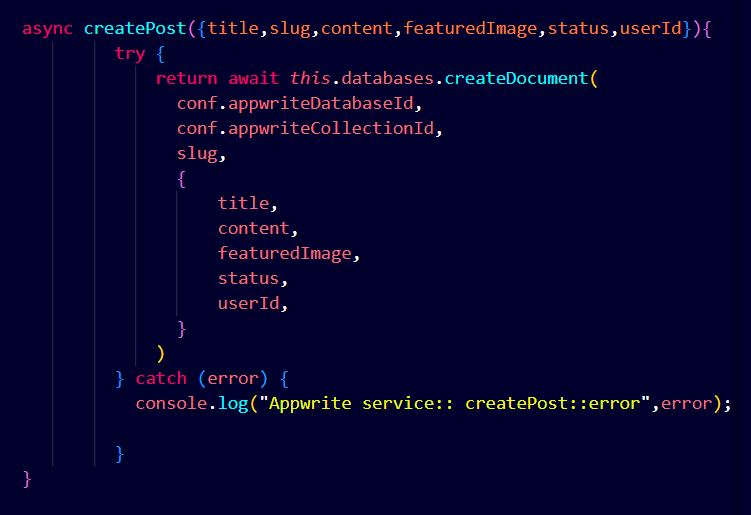 async createPost({title,slug,content,featuredImage,status,userId}){
try {
return await this.databases.createDocument(
conf.appwriteDatabaseId,
conf.appwriteCollectionId,
slug,
{
title,
content,
featuredImage,
status,
userId,
}
)
} catch (error) {
console.log("Appwrite service:: createPost::error",error);
}
}